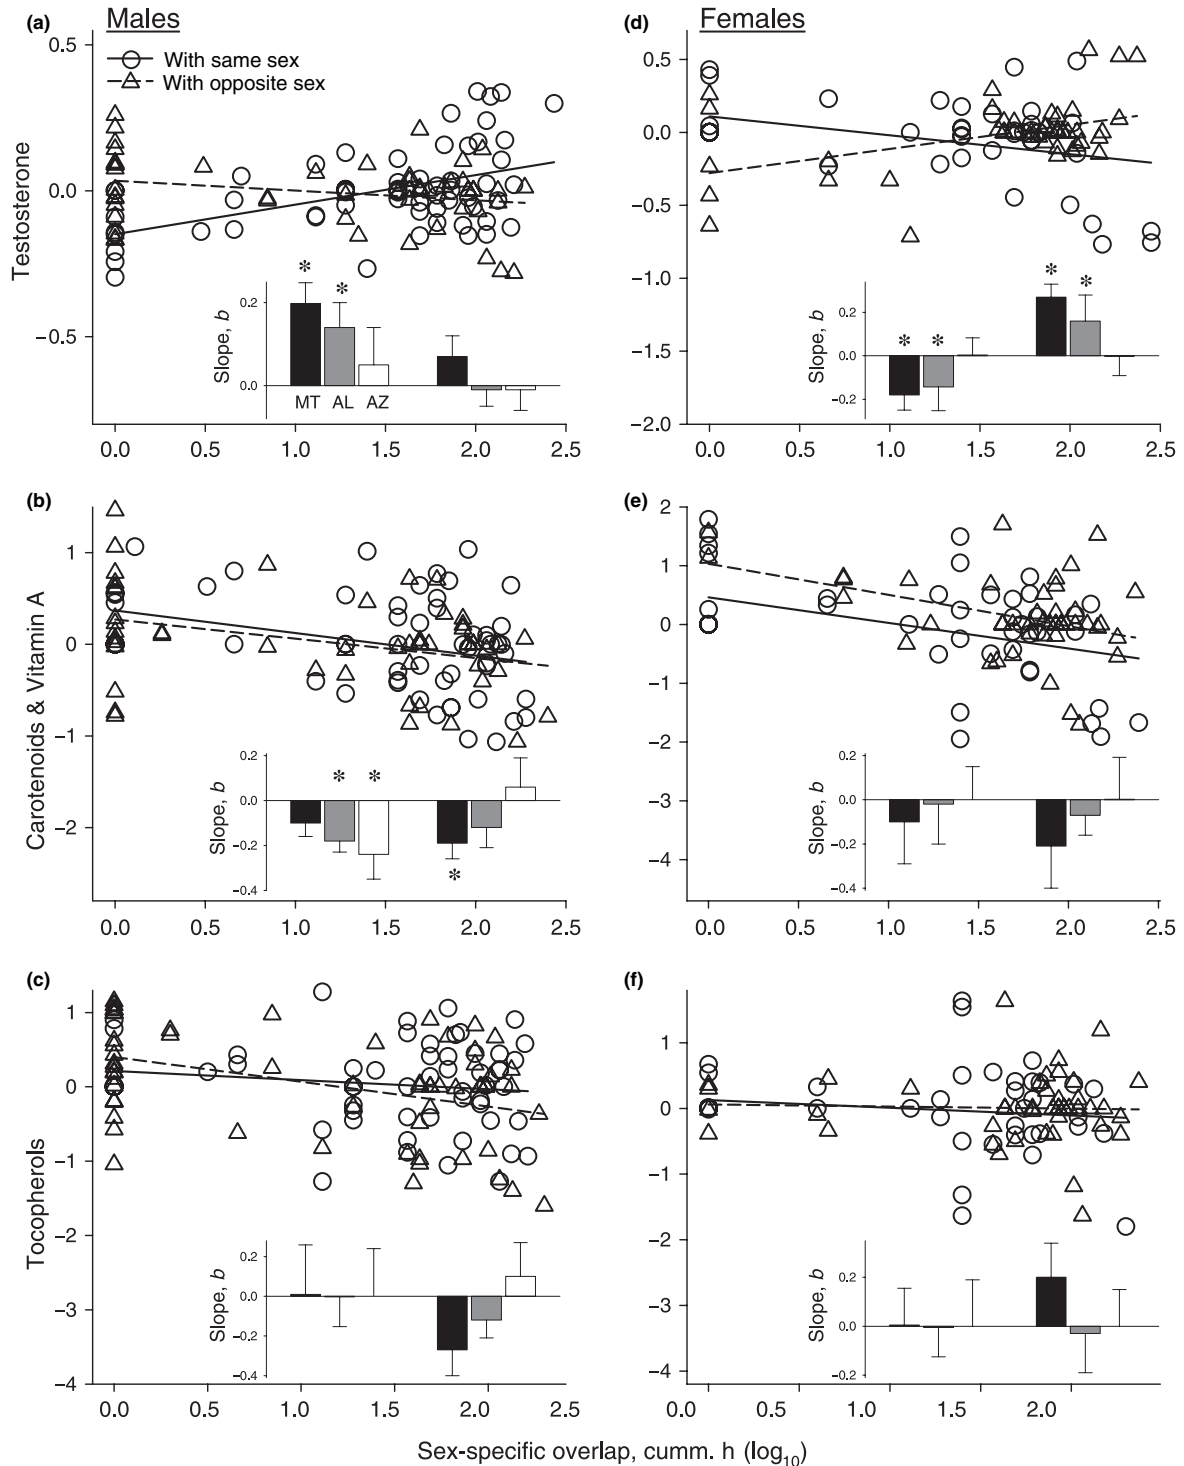 (a) Males
With same sex
With opposite sex
Testosterone
0.5
0.0
−0.5
Slope, b
0.2
0.0
* *
MT AL AZ
0.0 0.5 1.0 1.5 2.0 2.5
(d) Females
0.5
0.0
−0.5
−1.0
−1.5
−2.0
Slope, b
0.2
0.0
−0.2
* * * *
0.0 0.5 1.0 1.5 2.0 2.5
(b)
Carotenoids & Vitamin A
1
0
−1
−2
Slope, b
0.2
0.0
−0.2
−0.4
* * *
0.0 0.5 1.0 1.5 2.0 2.5
(e)
2
1
0
−1
−2
−3
−4
Slope, b
0.2
0.0
−0.2
−0.4
0.0 0.5 1.0 1.5 2.0 2.5
(c)
Tocopherols
1
0
−1
−2
−3
−4
Slope, b
0.2
0.0
−0.2
−0.4
0.0 0.5 1.0 1.5 2.0 2.5
(f)
1
0
−1
−2
−3
−4
Slope, b
0.2
0.0
−0.2
0.0 0.5 1.0 1.5 2.0 2.5
Sex-specific overlap, cumm. h (log10)